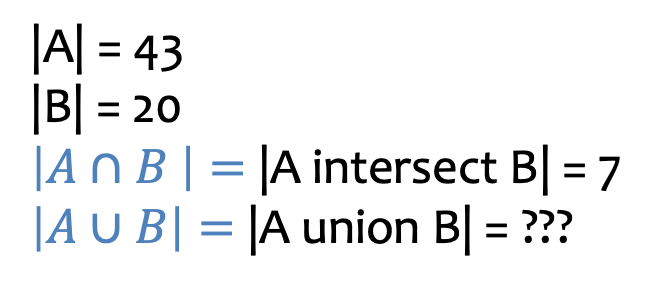 |A| = 43
|B| = 20
|A ∩ B | = |A intersect B| = 7
|A ∪ B| = |A union B| = ???